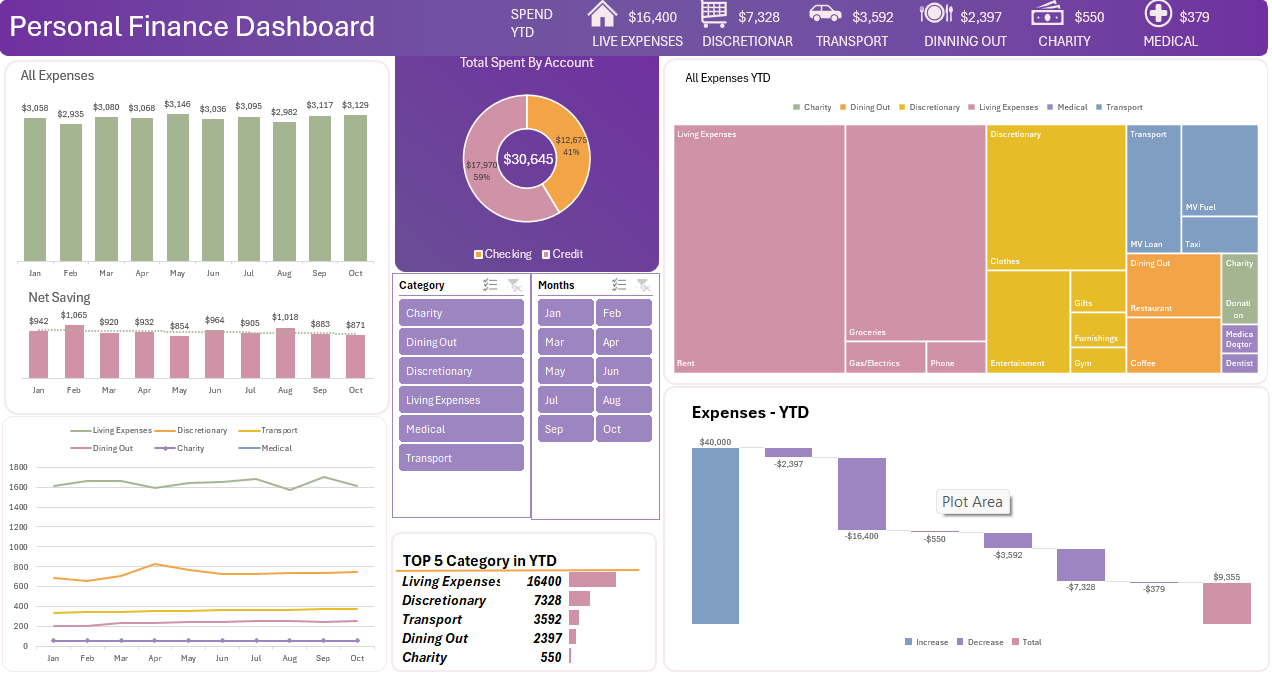 Personal Finance Dashboard
SPEND
YTD
$16,400
LIVE EXPENSES
$7,328
DISCRETIONAR
$3,592
TRANSPORT
$2,397
DINNING OUT
$550
CHARITY
$379
MEDICAL
All Expenses
$3,058 $2,935 $3,080 $3,068 $3,146 $3,036 $3,095 $2,982 $3,117 $3,129
Jan Feb Mar Apr May Jun Jul Aug Sep Oct
Net Saving
$942 $1,065 $920 $932 $854 $964 $905 $1,018 $883 $871
Jan Feb Mar Apr May Jun Jul Aug Sep Oct
Living Expenses Discretionary Transport
Dining Out Charity Medical
1800
1600
1400
1200
1000
800
600
400
200
0
Jan Feb Mar Apr May Jun Jul Aug Sep Oct
Total Spent By Account
$12,675
41%
$30,645
$17,970
59%
Checking Credit
Category
Charity
Dining Out
Discretionary
Living Expenses
Medical
Transport
Months
Jan Feb
Mar Apr
May Jun
Jul Aug
Sep Oct
TOP 5 Category in YTD
Living Expenses 16400
Discretionary 7328
Transport 3592
Dining Out 2397
Charity 550
All Expenses YTD
Charity Dining Out Discretionary Living Expenses Medical Transport
Living Expenses
Rent
Groceries
Gas/Electrics
Phone
Discretionary
Clothes
Entertainment
Gifts
Furnishings
Gym
Transport
MV Loan
MV Fuel
Taxi
Dining Out
Restaurant
Coffee
Charity
Donati
on
Medica
Doctor
Dentist
Expenses - YTD
$40,000
-$2,397
-$16,400
-$550
-$3,592
-$7,328
-$379
$9,355
Plot Area
Increase Decrease Total